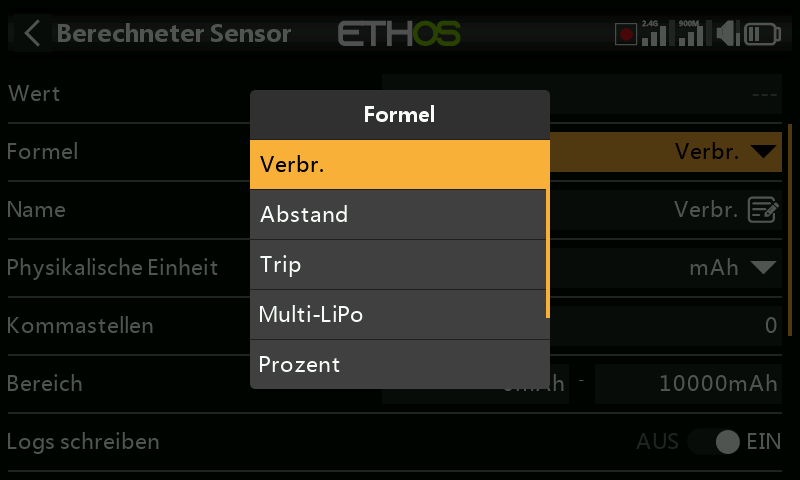 Berechneter Sensor ETHOS 2.4G 900M
Wert ---
Formel
Formel Verbr.
Verbr.
Abstand
Name Verbr.
Trip
Physikalische Einheit mAh
Multi-LiPo
Kommastellen 0
Prozent
Bereich - 10000mAh
Logs schreiben AUS EIN